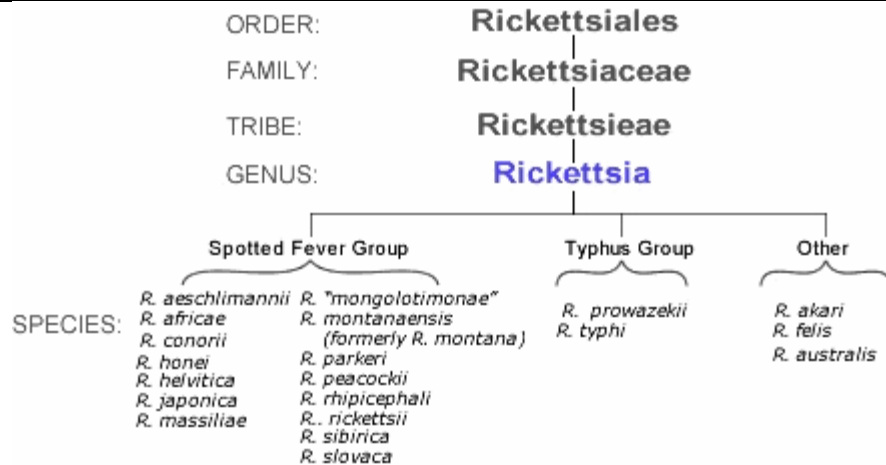 ORDER: Rickettsiales
FAMILY: Rickettsiaceae
TRIBE: Rickettsieae
GENUS: Rickettsia
Spotted Fever Group
Typhus Group
Other
SPECIES:
R. aeschlimannii
R. africae
R. conorii
R. honei
R. helvitica
R. japonica
R. massiliae
R. "mongolotimonae"
R. montanaensis
(formerly R. montana)
R. parkeri
R. peacockii
R. rhipicephali
R.. rickettsii
R. sibirica
R. slovaca
R. prowazekii
R. typhi
R. akari
R. felis
R. australis